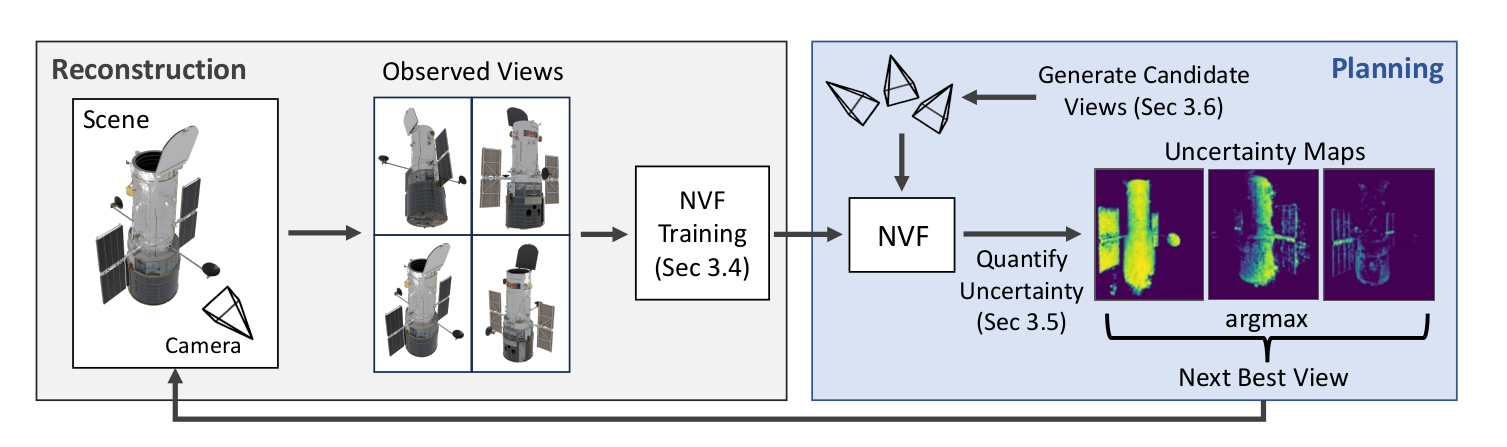 Reconstruction
Scene
Camera
Observed Views
NVF
Training
(Sec 3.4)
Planning
Generate Candidate
Views (Sec 3.6)
NVF
Quantify
Uncertainty
(Sec 3.5)
Uncertainty Maps
argmax
Next Best View